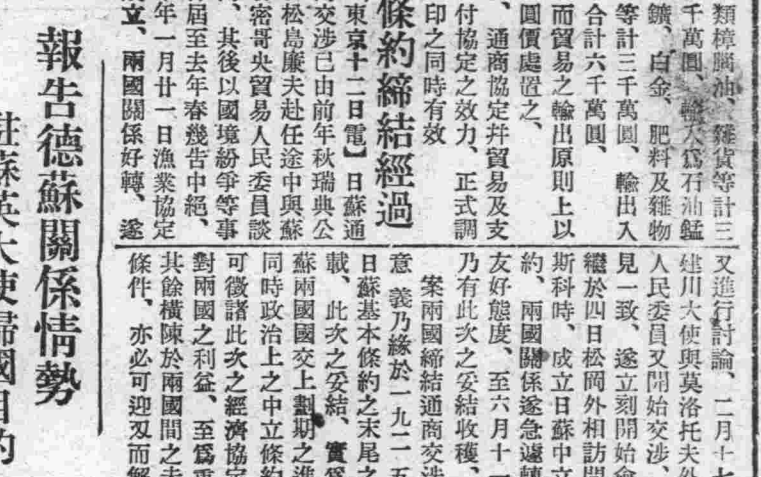 類樟腦油、雜貨等計三
千萬圓、輸入爲石油錳
鑛、白金、肥料及雜物
等計三千萬圓、輸出入
合計六千萬圓、
而貿易之輸出原則上以
圓價處置之、
、通商協定幷貿易及支
付協定之效力、正式調
印之同時有效
條約締結經過
東京十二日電】日蘇通
交涉已由前年秋瑞典公
松島廉夫赴任途中與蘇
密哥央貿易人民委員談
、其後以國境紛爭等事
屆至去年春幾告中絕、
年一月廿一日漁業協定
立、兩國關係好轉、遂
又進行討論、二月十七
建川大使與莫洛托夫外
人民委員又開始交涉、
見一致、遂立刻開始會
繼於四日松岡外相訪問
斯科時、成立日蘇中立
約、兩國關係遂急遽轉
友好態度、至六月十一
乃有此次之妥結收穫、
案兩國締結通商交涉
意義乃緣於一九二五
日蘇基本條約之末尾之
載、此次之妥結、實爲
蘇兩國國交上劃期之進
同時政治上之中立條約
可徵諸此次之經濟協定
對兩國之利益、至爲重
其餘橫陳於兩國間之未
條件、亦必可迎刃而解
報告德蘇關係情勢
駐蘇英大使歸國目的